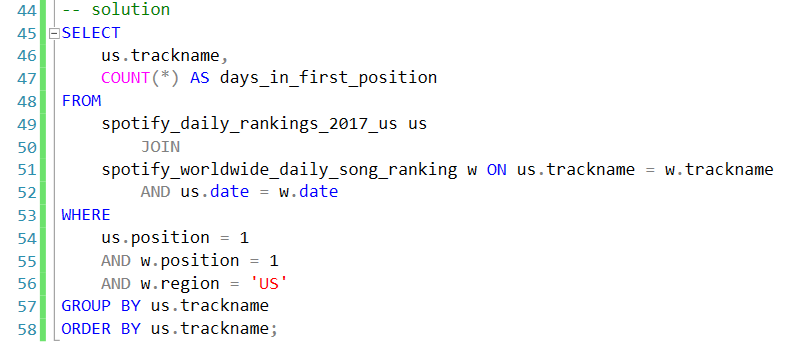 44 -- solution
45 SELECT
46 us.trackname,
47 COUNT(*) AS days_in_first_position
48 FROM
49 spotify_daily_rankings_2017_us us
50 JOIN
51 spotify_worldwide_daily_song_ranking w ON us.trackname = w.trackname
52 AND us.date = w.date
53 WHERE
54 us.position = 1
55 AND w.position = 1
56 AND w.region = 'US'
57 GROUP BY us.trackname
58 ORDER BY us.trackname;